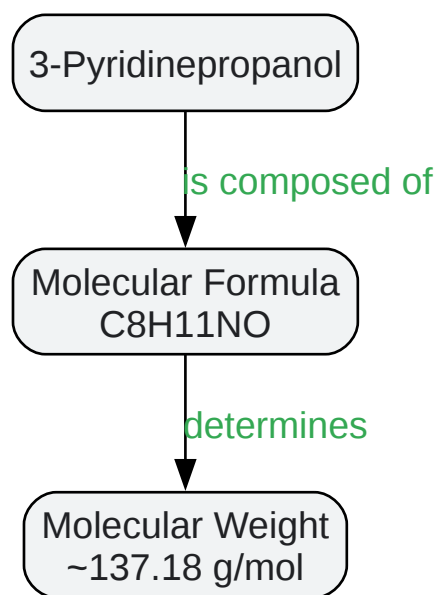 3-Pyridinepropanol
is composed of
Molecular Formula
C8H11NO
determines
Molecular Weight
~137.18 g/mol